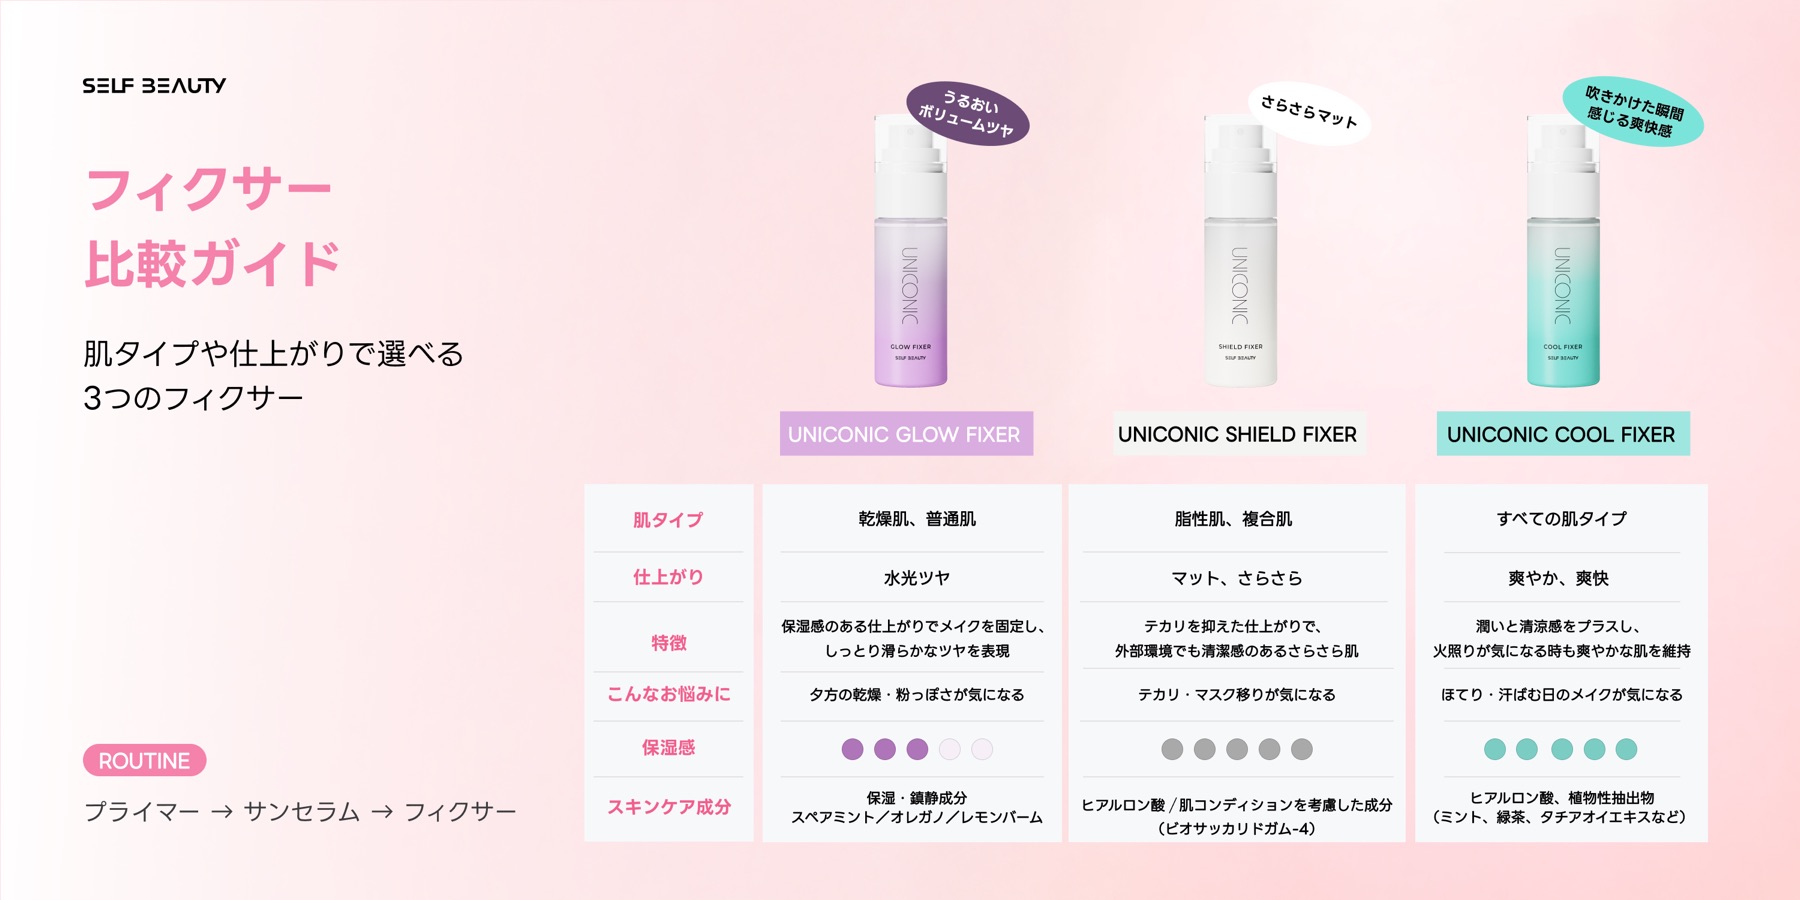 SELF BEAUTY
フィクサー
比較ガイド
肌タイプや仕上がりで選べる
3つのフィクサー
うるおい
ボリュームツヤ
さらさらマット
吹きかけた瞬間
感じる爽快感
UNICONIC
GLOW FIXER
SELF BEAUTY
UNICONIC
SHIELD FIXER
SELF BEAUTY
UNICONIC
COOL FIXER
SELF BEAUTY
UNICONIC GLOW FIXER
UNICONIC SHIELD FIXER
UNICONIC COOL FIXER
肌タイプ
乾燥肌、普通肌
脂性肌、複合肌
すべての肌タイプ
仕上がり
水光ツヤ
マット、さらさら
爽やか、爽快
特徴
保湿感のある仕上がりでメイクを固定し、
しっとり滑らかなツヤを表現
テカリを抑えた仕上がりで、
外部環境でも清潔感のあるさらさら肌
潤いと清涼感をプラスし、
火照りが気になる時も爽やかな肌を維持
こんなお悩みに
夕方の乾燥・粉っぽさが気になる
テカリ・マスク移りが気になる
ほてり・汗ばむ日のメイクが気になる
保湿感
スキンケア成分
保湿・鎮静成分
スペアミント／オレガノ／レモンバーム
ヒアルロン酸 / 肌コンディションを考慮した成分
（ビオサッカリドガム-4）
ヒアルロン酸、植物性抽出物
（ミント、緑茶、タチアオイエキスなど）
ROUTINE
プライマー → サンセラム → フィクサー